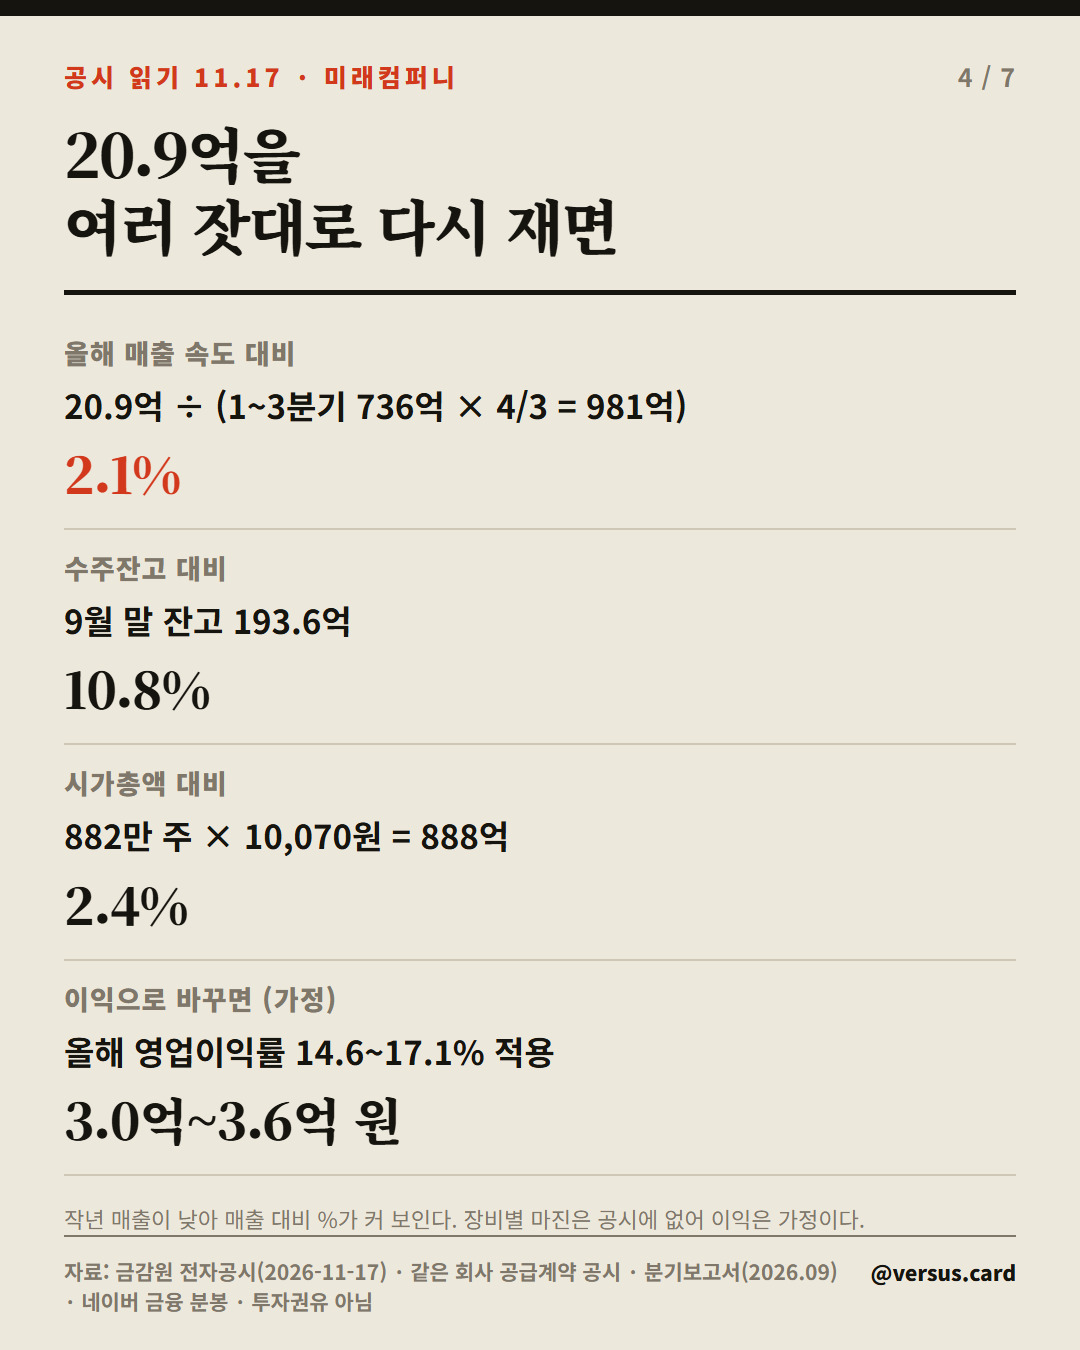 공시 읽기 11.17 · 미래컴퍼니
4 / 7
20.9억을
여러 잣대로 다시 재면
올해 매출 속도 대비
20.9억 ÷ (1~3분기 736억 × 4/3 = 981억)
2.1%
수주잔고 대비
9월 말 잔고 193.6억
10.8%
시가총액 대비
882만 주 × 10,070원 = 888억
2.4%
이익으로 바꾸면 (가정)
올해 영업이익률 14.6~17.1% 적용
3.0억~3.6억 원
작년 매출이 낮아 매출 대비 %가 커 보인다. 장비별 마진은 공시에 없어 이익은 가정이다.
자료: 금감원 전자공시(2026-11-17) · 같은 회사 공급계약 공시 · 분기보고서(2026.09)
· 네이버 금융 분봉 · 투자권유 아님
@versus.card